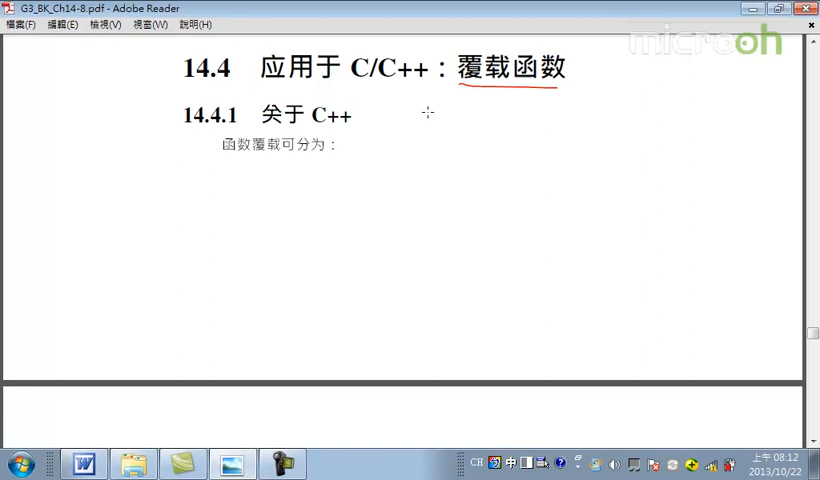 G3_BK_Ch14-8.pdf - Adobe Reader
檔案(F) 編輯(E) 檢視(V) 視窗(W) 說明(H)
microoh
14.4 应用于 C/C++：覆载函数
14.4.1 关于 C++
函数覆载可分为：
CH 中
上午 08:12
2013/10/22